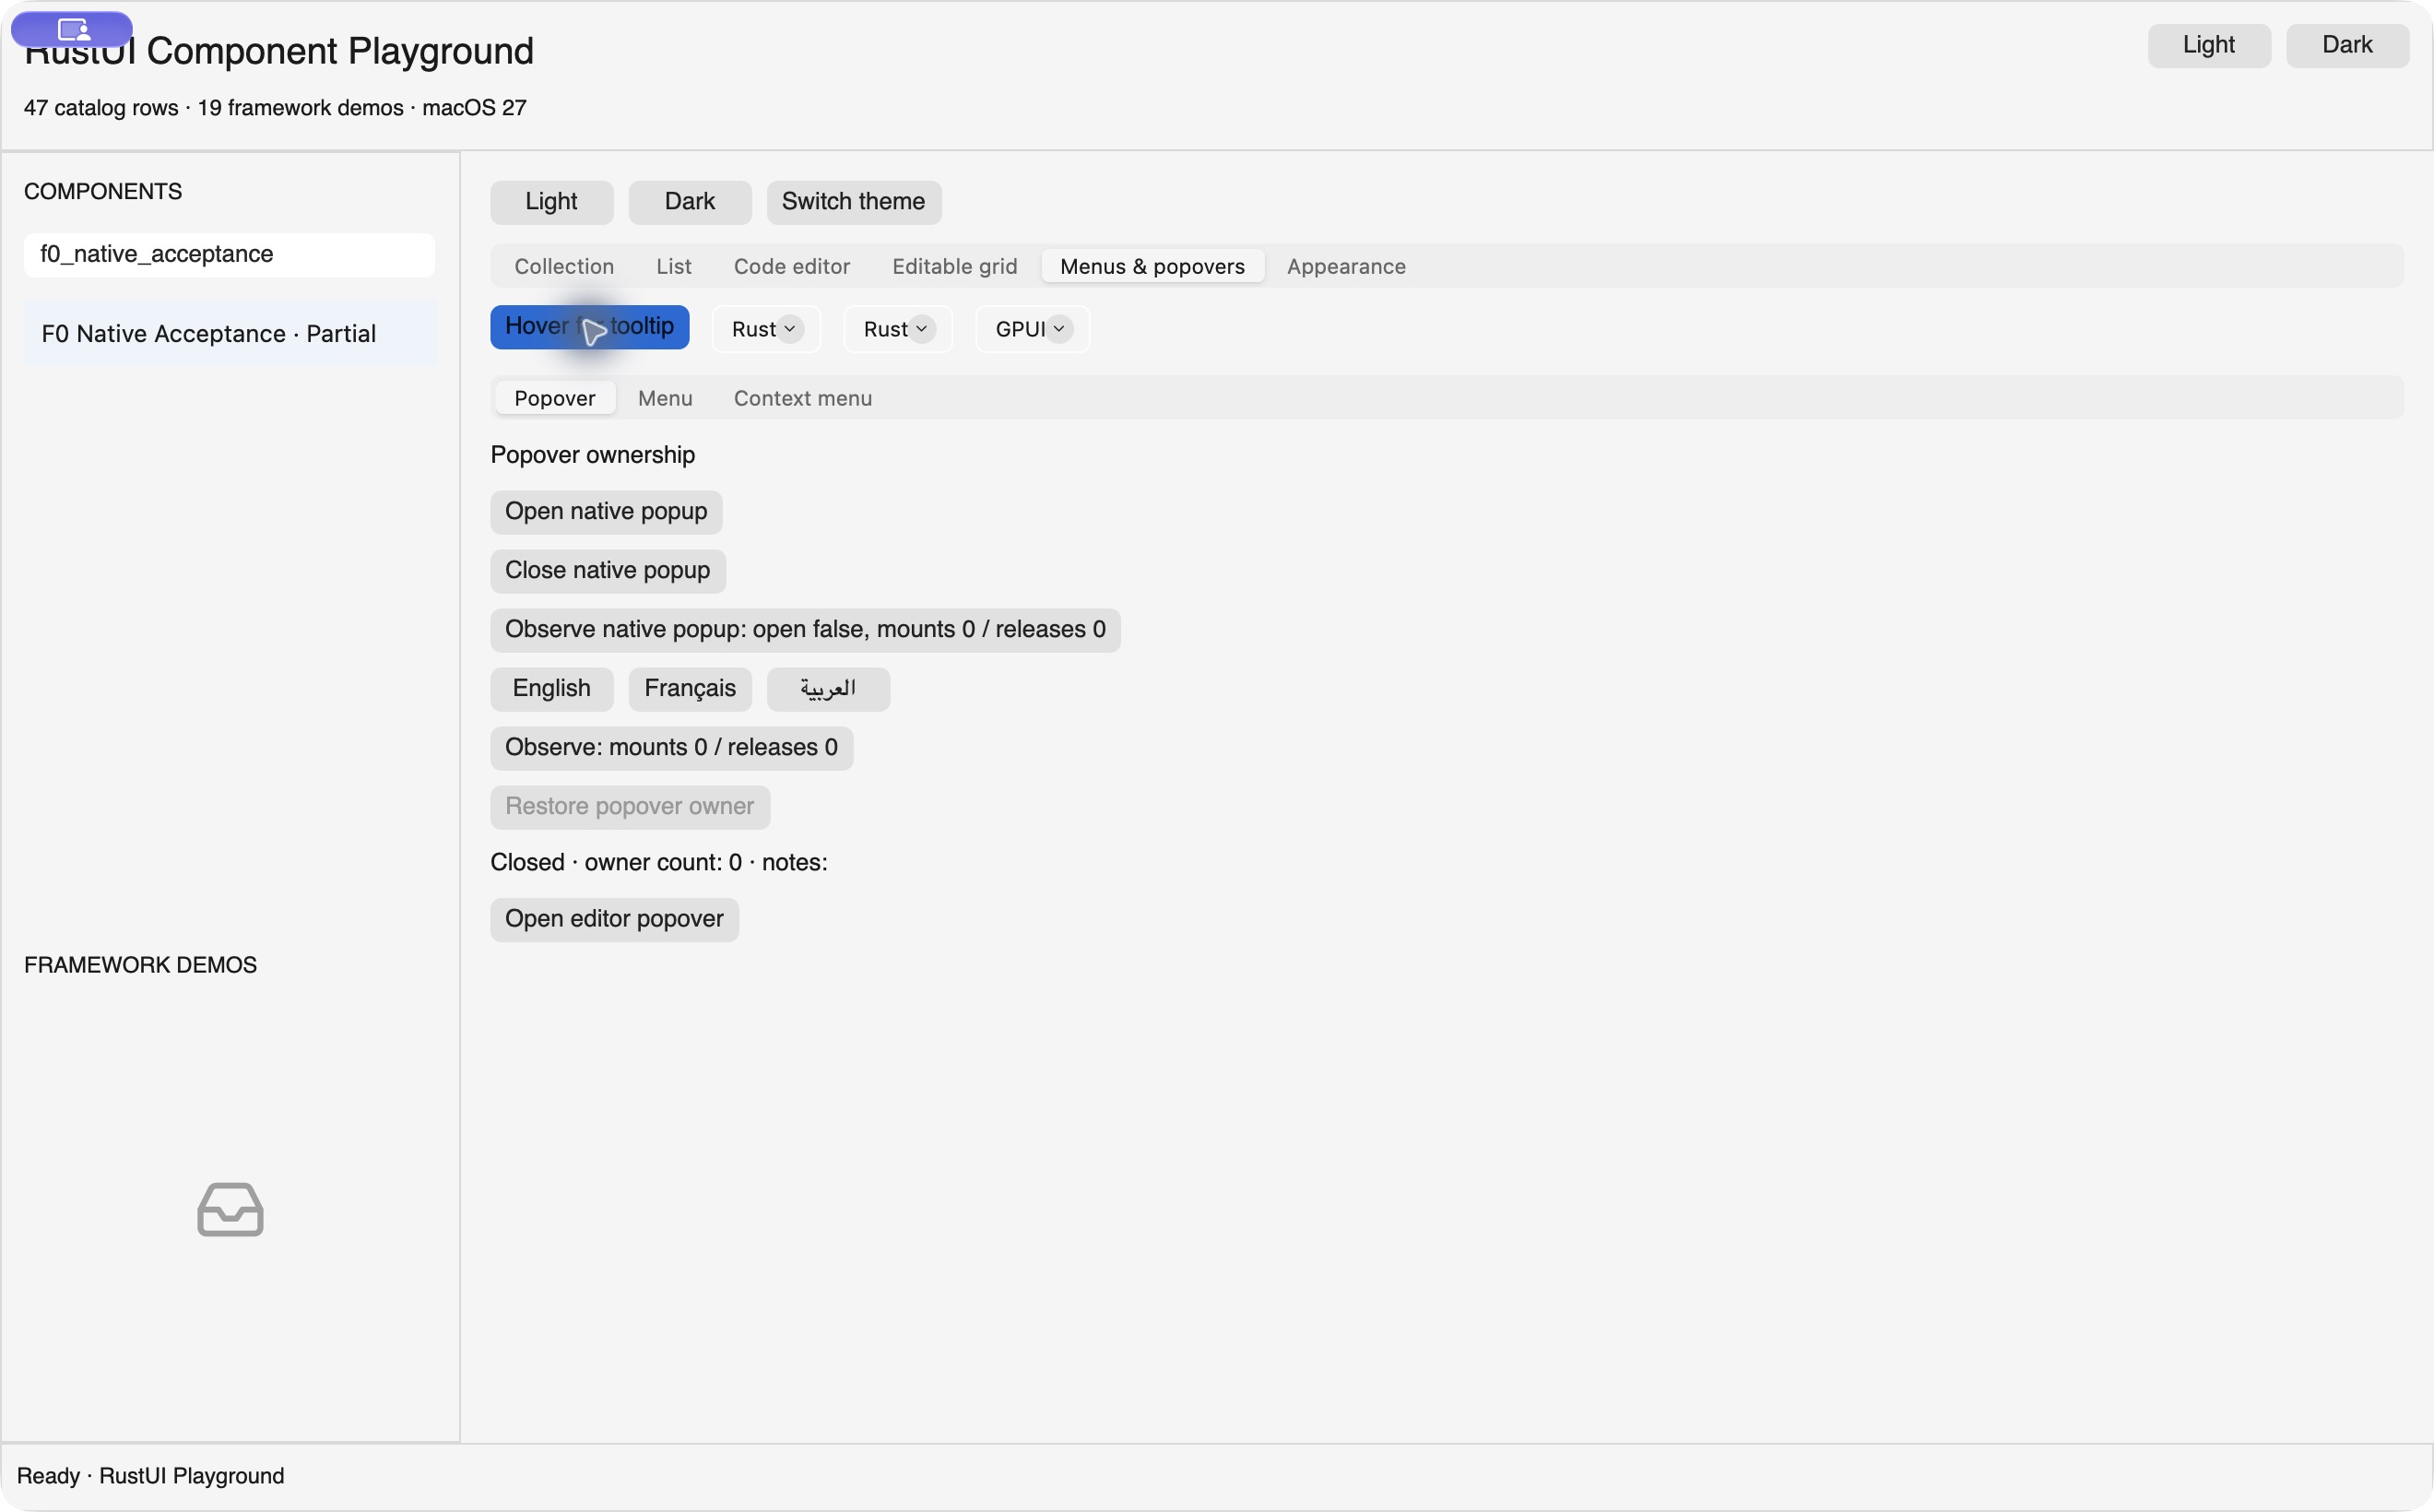 RustUI Component Playground
Light Dark
47 catalog rows · 19 framework demos · macOS 27
COMPONENTS
f0_native_acceptance
F0 Native Acceptance · Partial
FRAMEWORK DEMOS
Light Dark Switch theme
Collection List Code editor Editable grid Menus & popovers Appearance
Hover for tooltip Rust Rust GPUI
Popover Menu Context menu
Popover ownership
Open native popup
Close native popup
Observe native popup: open false, mounts 0 / releases 0
English Français العربية
Observe: mounts 0 / releases 0
Restore popover owner
Closed · owner count: 0 · notes:
Open editor popover
Ready · RustUI Playground